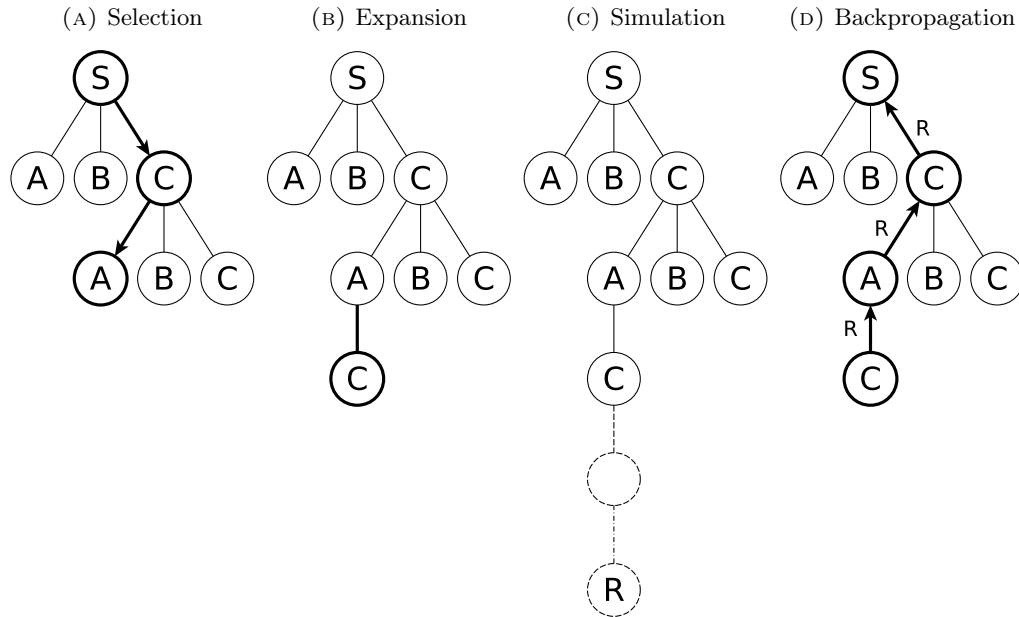 (A) Selection
S
A B C
A B C
(B) Expansion
S
A B C
A B C
C
(C) Simulation
S
A B C
A B C
C
R
(D) Backpropagation
S
R
A B C
R
A B C
R
C